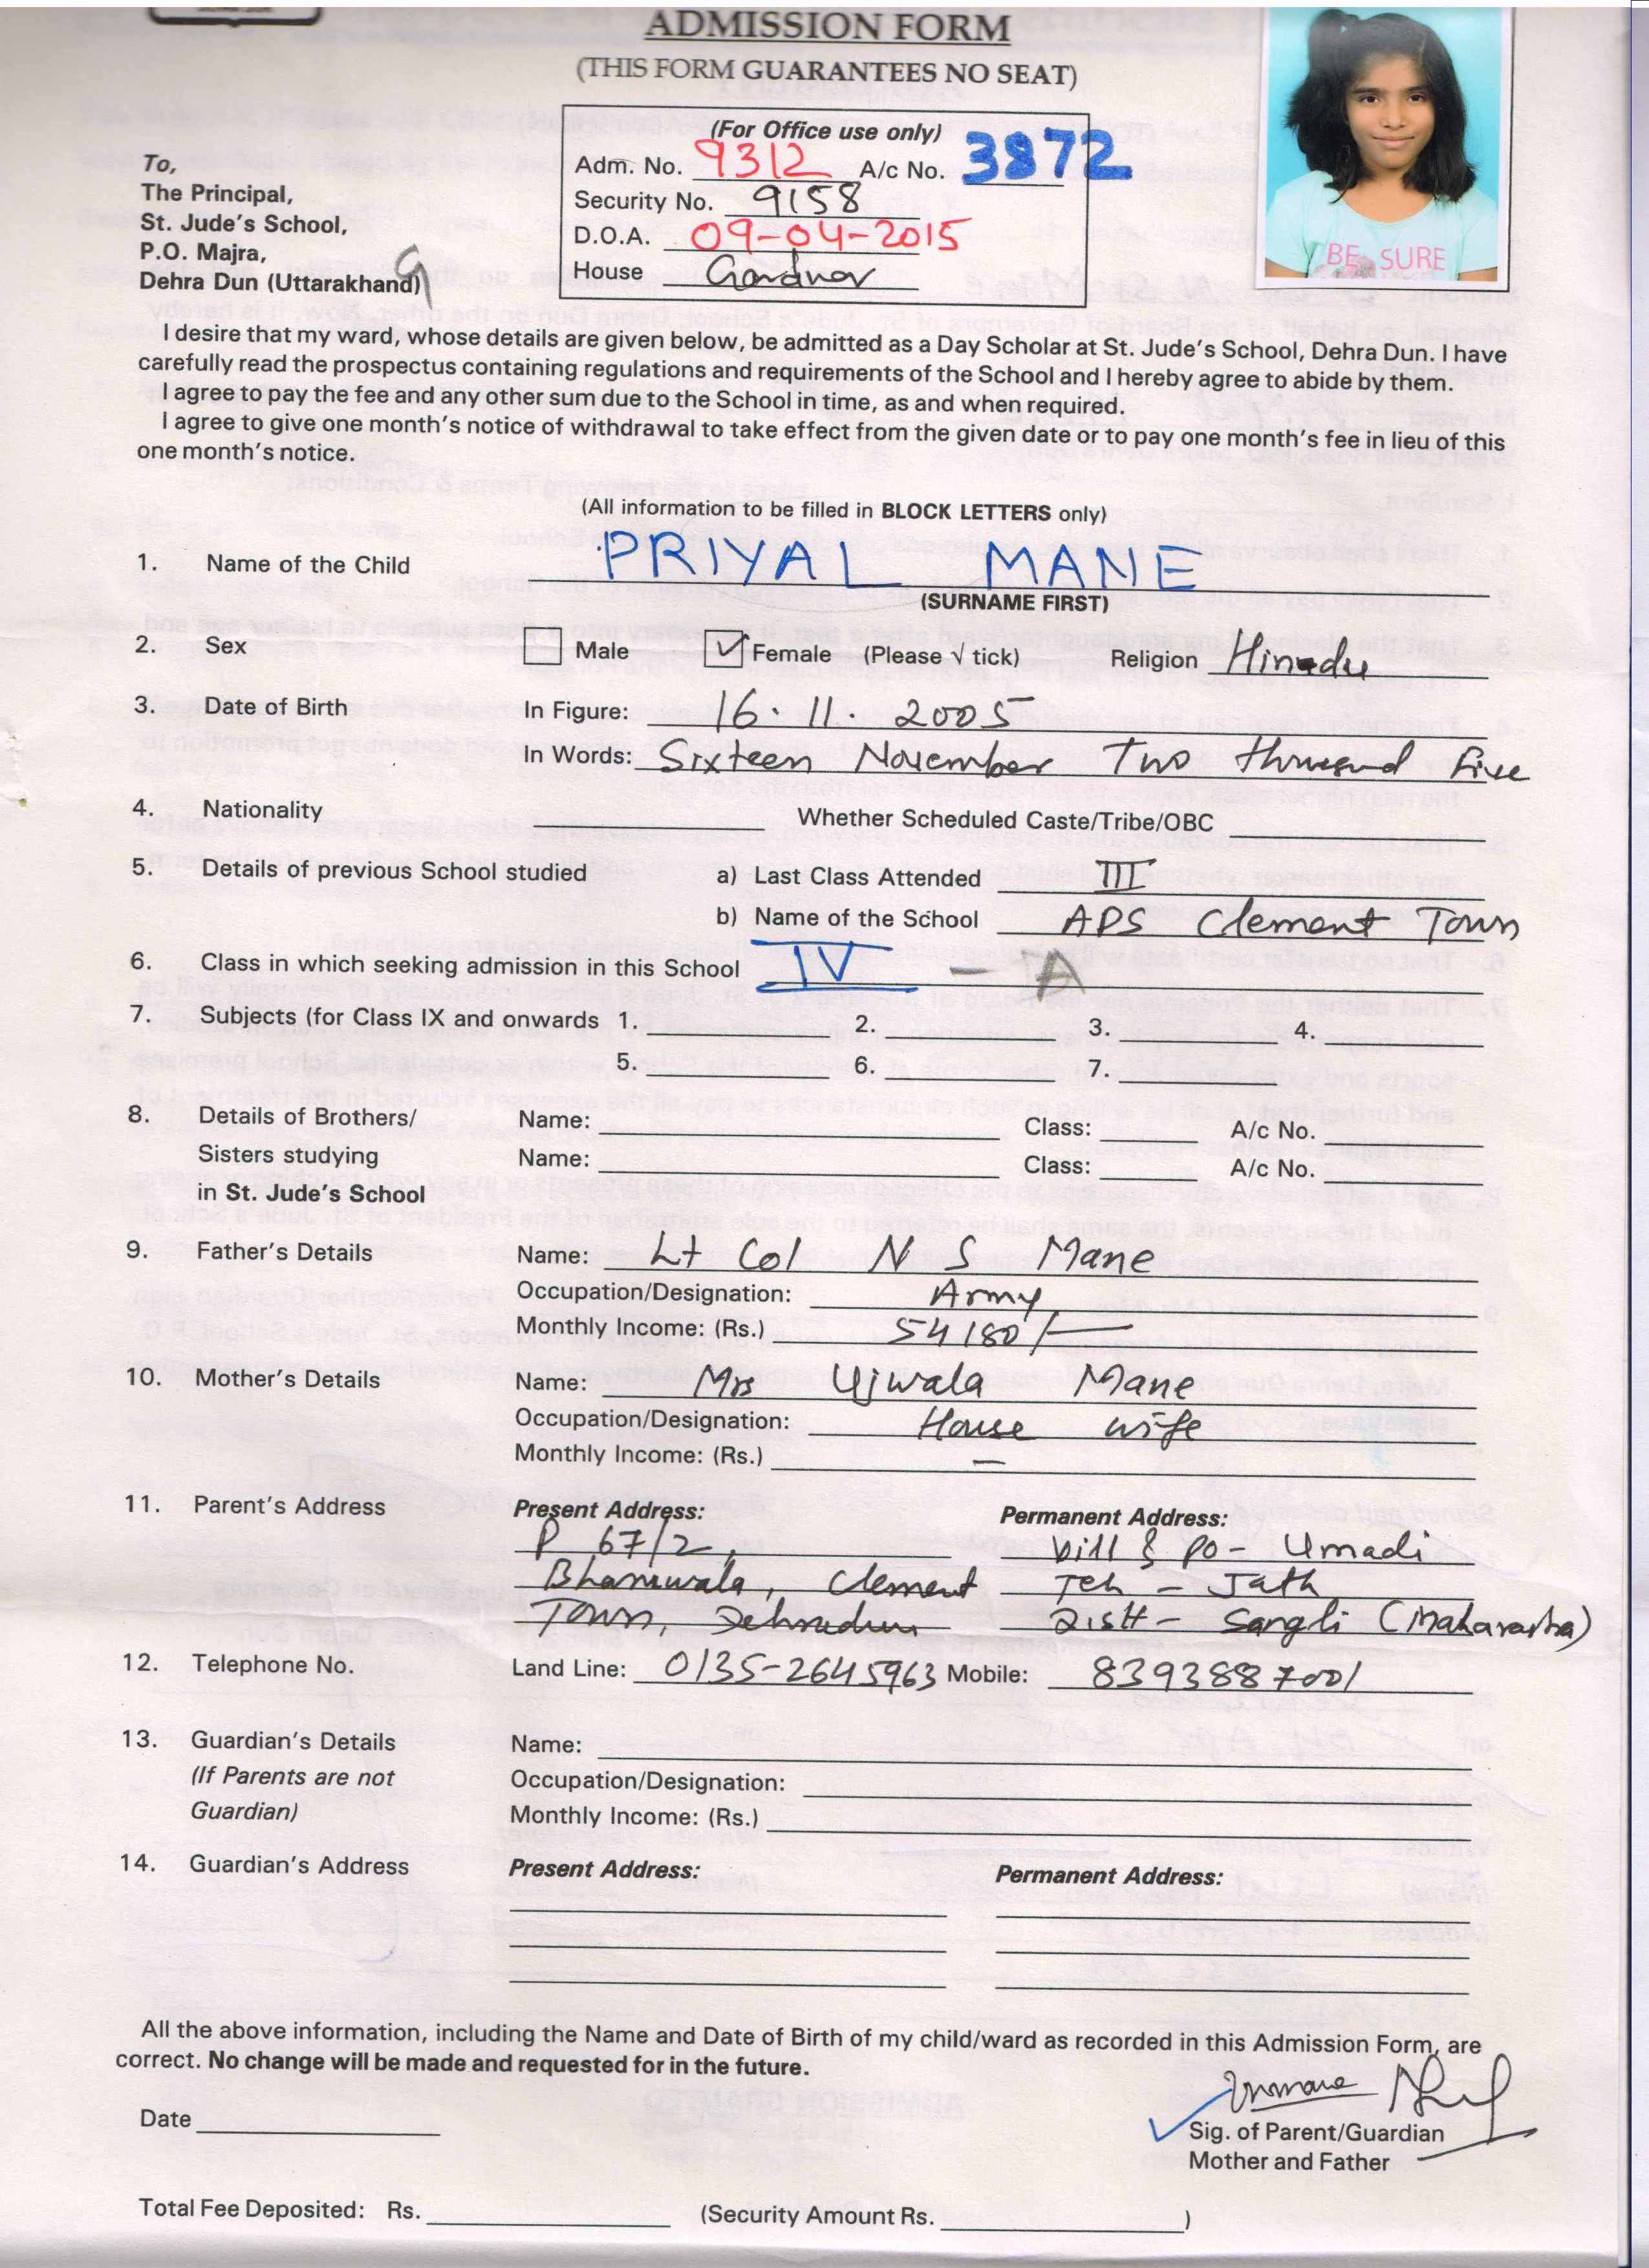 ADMISSION FORM
(THIS FORM GUARANTEES NO SEAT)
(For Office use only)
Adm. No. 9312 A/c No. 3872
Security No. 9158
D.O.A. 09-04-2015
House Gardner
To,
The Principal,
St. Jude's School,
P.O. Majra,
Dehra Dun (Uttarakhand)
BE SURE
I desire that my ward, whose details are given below, be admitted as a Day Scholar at St. Jude's School, Dehra Dun. I have
carefully read the prospectus containing regulations and requirements of the School and I hereby agree to abide by them.
I agree to pay the fee and any other sum due to the School in time, as and when required.
I agree to give one month's notice of withdrawal to take effect from the given date or to pay one month's fee in lieu of this
one month's notice.
(All information to be filled in BLOCK LETTERS only)
1. Name of the Child PRIYAL MANE
(SURNAME FIRST)
2. Sex Male ✓ Female (Please √ tick) Religion Hindu
3. Date of Birth In Figure: 16. 11. 2005
In Words: Sixteen November Two thousand Five
4. Nationality Whether Scheduled Caste/Tribe/OBC
5. Details of previous School studied a) Last Class Attended III
b) Name of the School APS Clement Town
6. Class in which seeking admission in this School IV - A
7. Subjects (for Class IX and onwards 1. 2. 3. 4.
5. 6. 7.
8. Details of Brothers/ Name: Class: A/c No.
Sisters studying Name: Class: A/c No.
in St. Jude's School
9. Father's Details Name: Lt Col N S Mane
Occupation/Designation: Army
Monthly Income: (Rs.) 54180/-
10. Mother's Details Name: Mrs Ujwala Mane
Occupation/Designation: House wife
Monthly Income: (Rs.) -
11. Parent's Address Present Address: Permanent Address:
P 67/2, Vill & PO - Umadi
Bharuwala, Clement Teh - Jath
Town, Dehradun Distt - Sangli (Maharastra)
12. Telephone No. Land Line: 0135-2645963 Mobile: 8393887001
13. Guardian's Details Name:
(If Parents are not Occupation/Designation:
Guardian) Monthly Income: (Rs.)
14. Guardian's Address Present Address: Permanent Address:
All the above information, including the Name and Date of Birth of my child/ward as recorded in this Admission Form, are
correct. No change will be made and requested for in the future.
Date
Sig. of Parent/Guardian
Mother and Father
Total Fee Deposited: Rs. (Security Amount Rs. )